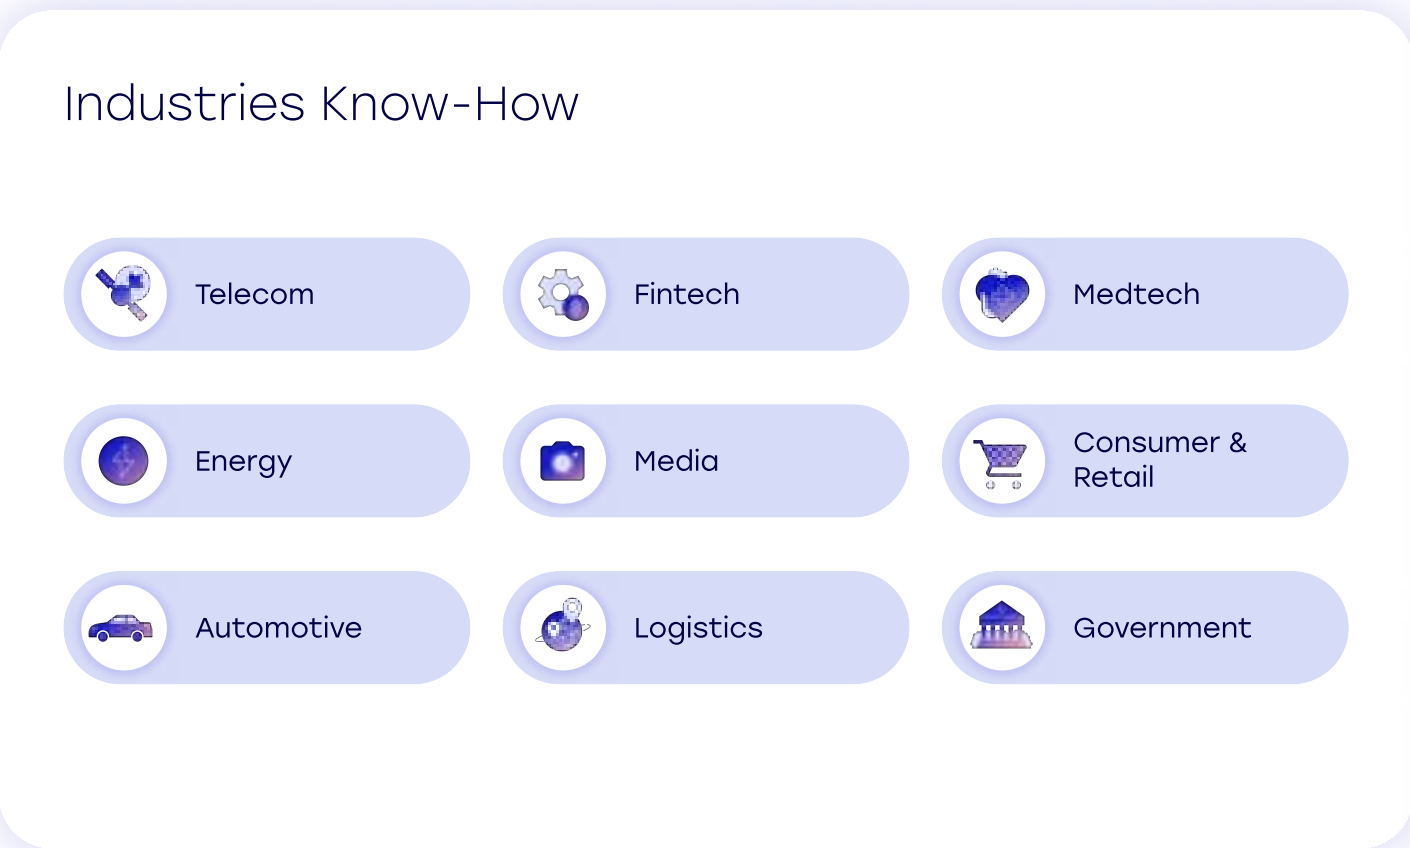 Industries Know-How
Telecom
Fintech
Medtech
Energy
Media
Consumer &
Retail
Automotive
Logistics
Government